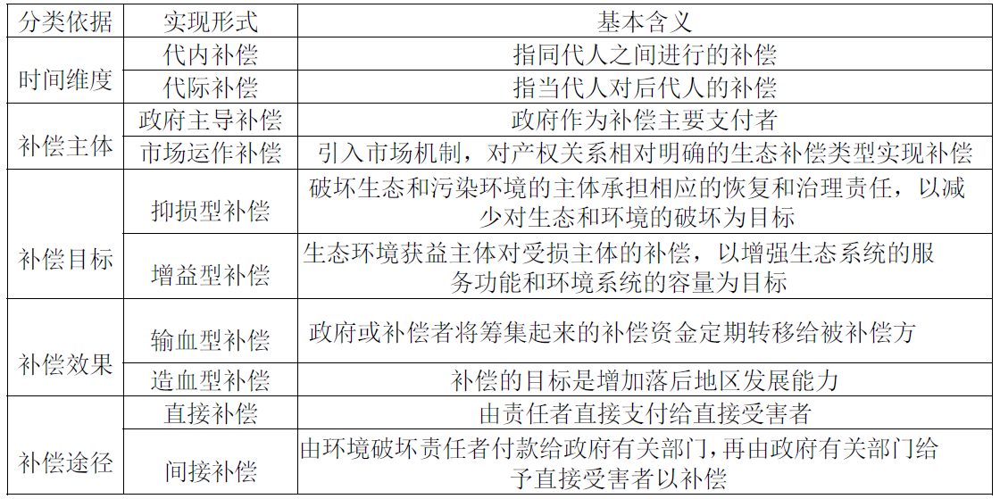 分类依据 实现形式 基本含义
时间维度 代内补偿 指同代人之间进行的补偿
代际补偿 指当代人对后代人的补偿
补偿主体 政府主导补偿 政府作为补偿主要支付者
市场运作补偿 引入市场机制，对产权关系相对明确的生态补偿类型实现补偿
补偿目标 抑损型补偿 破坏生态和污染环境的主体承担相应的恢复和治理责任，以减
少对生态和环境的破坏为目标
增益型补偿 生态环境获益主体对受损主体的补偿，以增强生态系统的服
务功能和环境系统的容量为目标
补偿效果 输血型补偿 政府或补偿者将筹集起来的补偿资金定期转移给被补偿方
造血型补偿 补偿的目标是增加落后地区发展能力
补偿途径 直接补偿 由责任者直接支付给直接受害者
间接补偿 由环境破坏责任者付款给政府有关部门，再由政府有关部门给
予直接受害者以补偿